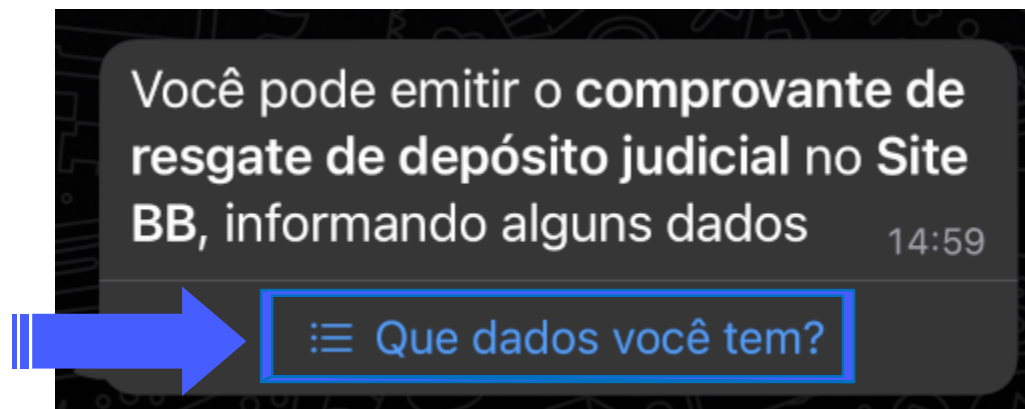 Você pode emitir o comprovante de
resgate de depósito judicial no Site
BB, informando alguns dados
14:59
Que dados você tem?